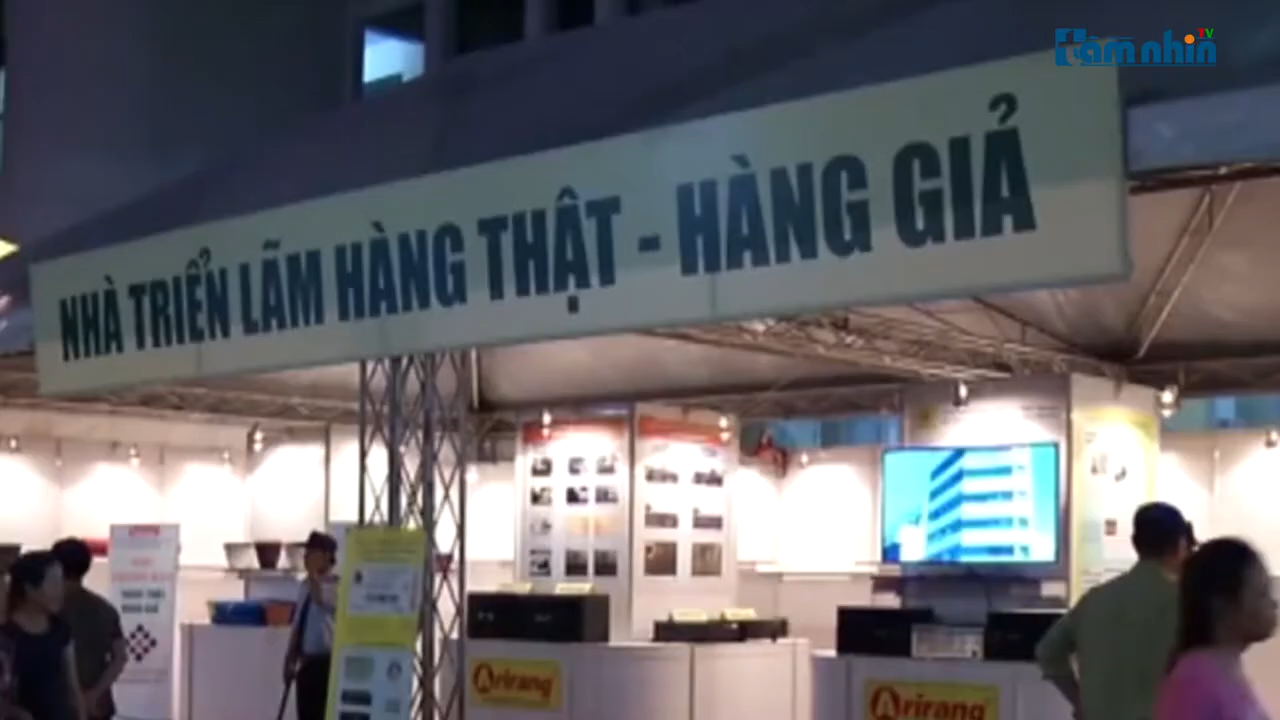 tầm nhìn TV
NHÀ TRIỂN LÃM HÀNG THẬT - HÀNG GIẢ
Arirang
Arirang